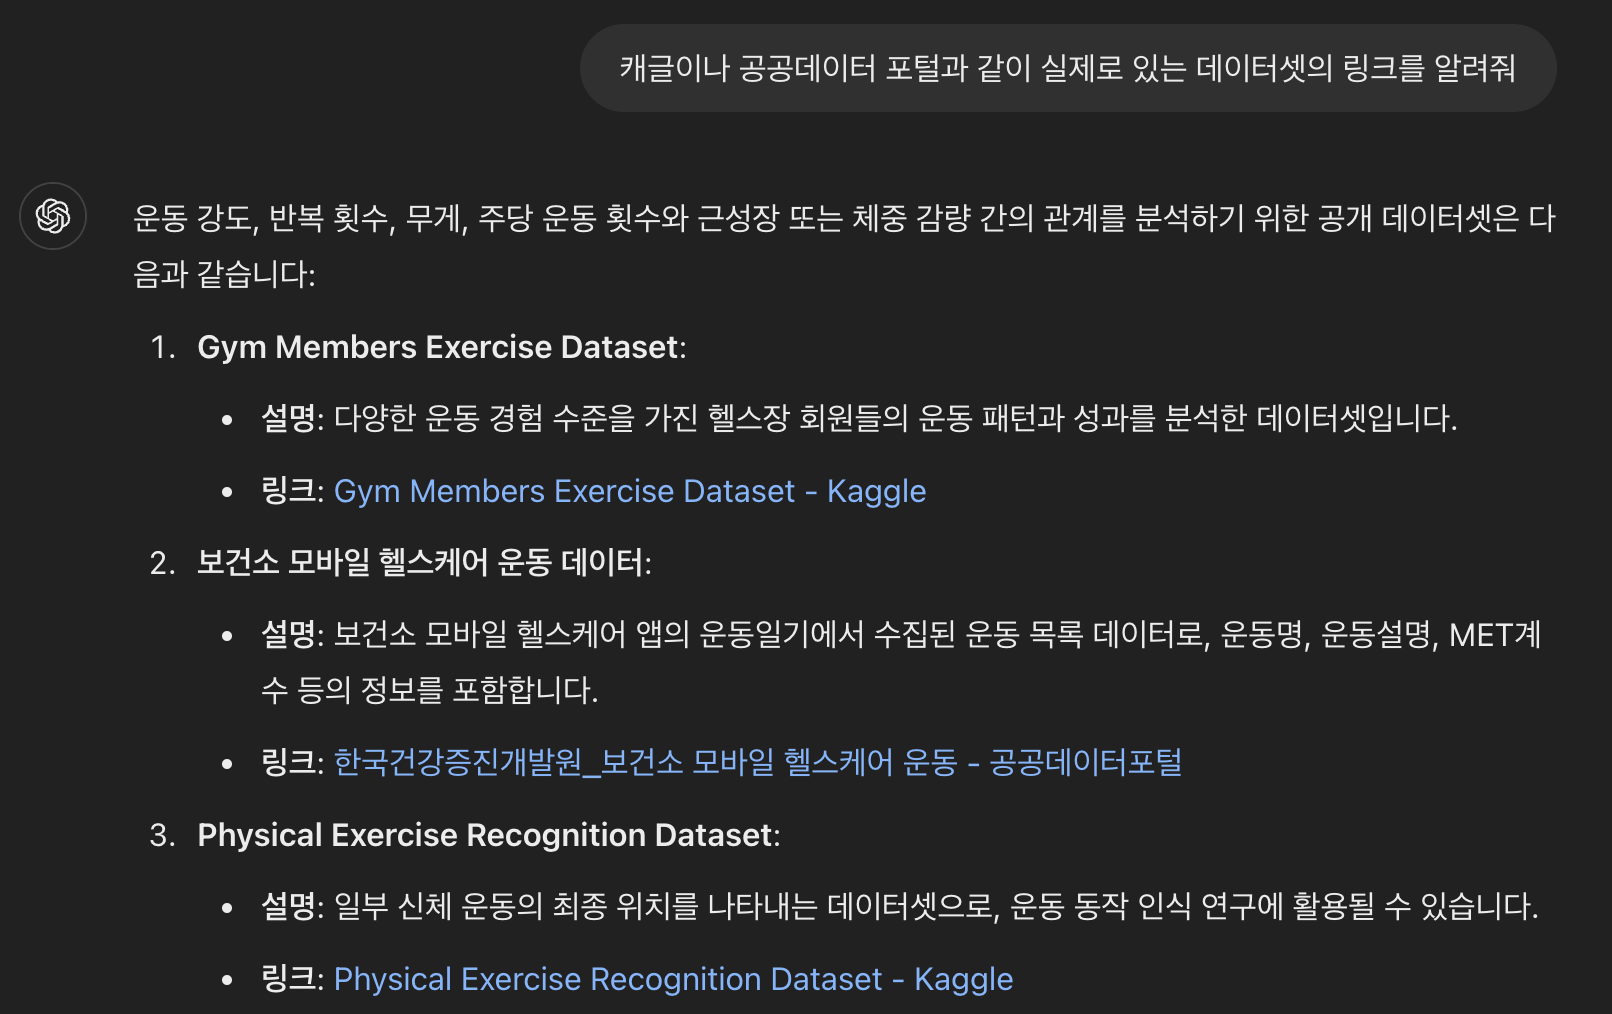 캐글이나 공공데이터 포털과 같이 실제로 있는 데이터셋의 링크를 알려줘
운동 강도, 반복 횟수, 무게, 주당 운동 횟수와 근성장 또는 체중 감량 간의 관계를 분석하기 위한 공개 데이터셋은 다
음과 같습니다:
1. Gym Members Exercise Dataset:
• 설명: 다양한 운동 경험 수준을 가진 헬스장 회원들의 운동 패턴과 성과를 분석한 데이터셋입니다.
• 링크: Gym Members Exercise Dataset - Kaggle
2. 보건소 모바일 헬스케어 운동 데이터:
• 설명: 보건소 모바일 헬스케어 앱의 운동일기에서 수집된 운동 목록 데이터로, 운동명, 운동설명, MET계
수 등의 정보를 포함합니다.
• 링크: 한국건강증진개발원_보건소 모바일 헬스케어 운동 - 공공데이터포털
3. Physical Exercise Recognition Dataset:
• 설명: 일부 신체 운동의 최종 위치를 나타내는 데이터셋으로, 운동 동작 인식 연구에 활용될 수 있습니다.
• 링크: Physical Exercise Recognition Dataset - Kaggle